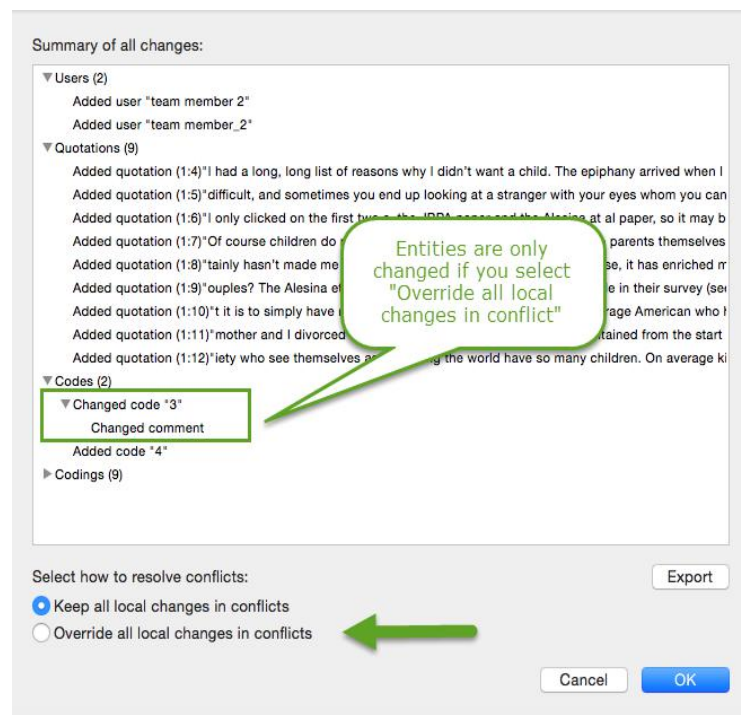 Summary of all changes:
Users (2)
Added user "team member 2"
Added user "team member_2"
Quotations (9)
Added quotation (1:4)"I had a long, long list of reasons why I didn't want a child. The epiphany arrived when I
Added quotation (1:5)"difficult, and sometimes you end up looking at a stranger with your eyes whom you can
Added quotation (1:6)"I only clicked on the first two at al paper, so it may b
Added quotation (1:7)"Of course children do parents themselves
Added quotation (1:8)"tainly hasn't made me se, it has enriched m
Added quotation (1:9)"ouples? The Alesina et e in their survey (see
Added quotation (1:10)"t it is to simply have rage American who h
Added quotation (1:11)"mother and I divorced tained from the start
Added quotation (1:12)"iety who see themselves the world have so many children. On average ki
Entities are only
changed if you select
"Override all local
changes in conflict"
Codes (2)
Changed code "3"
Changed comment
Added code "4"
Codings (9)
Select how to resolve conflicts:
Export
Keep all local changes in conflicts
Override all local changes in conflicts
Cancel
OK